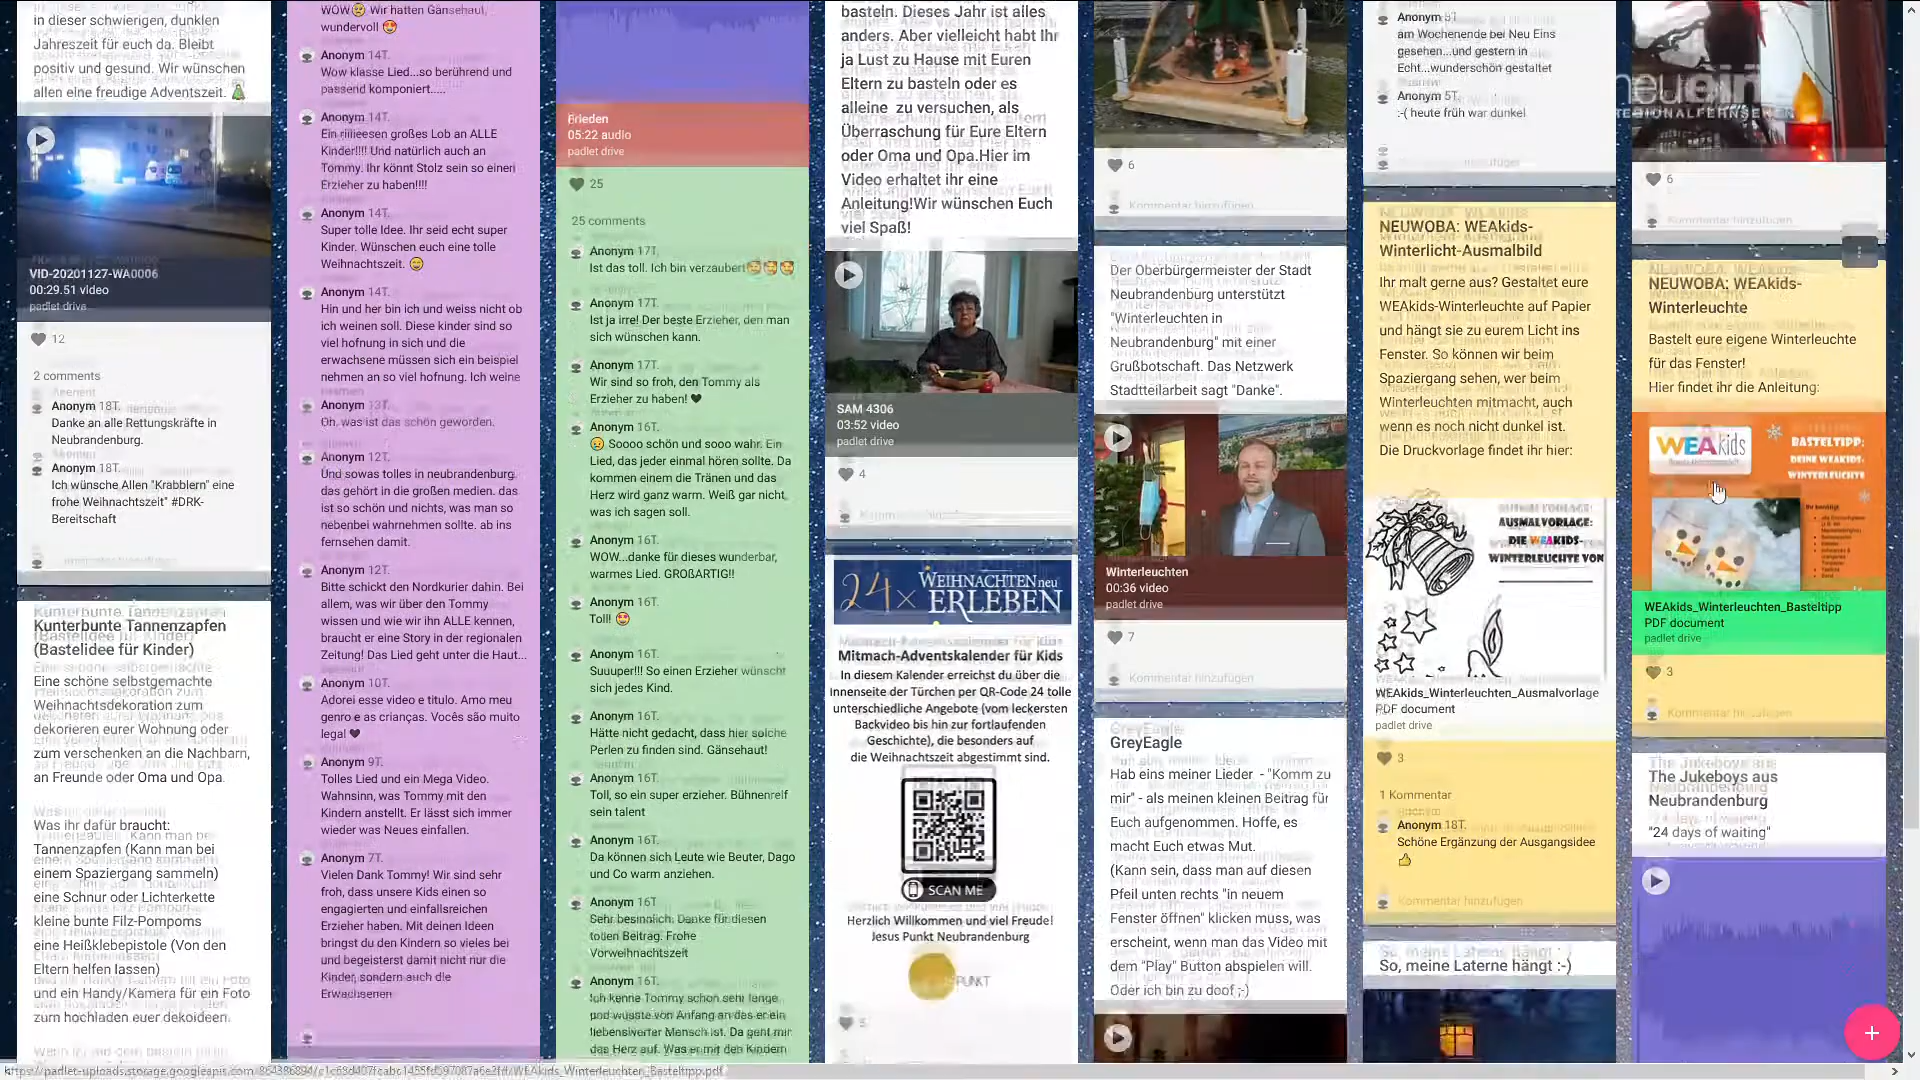 in dieser schwierigen, dunklen
Jahreszeit für euch da. Bleibt
positiv und gesund. Wir wünschen
allen eine freudige Adventszeit.
VID-20201127-WA0006
00:29.51 video
padlet drive
12
2 comments
Anonym 18T.
Danke an alle Rettungskräfte in
Neubrandenburg.
Anonym 18T.
Ich wünsche Allen "Krabblern" eine
frohe Weihnachtszeit" #DRK-
Bereitschaft
Kunterbunte Tannenzapfen
(Bastelidee für Kinder)
Eine schöne selbstgemachte
Weihnachtsdekoration zum
dekorieren eurer Wohnung oder
zum verschenken an die Nachbarn,
an Freunde oder Oma und Opa.
Was ihr dafür braucht:
Tannenzapfen (Kann man bei
einem Spaziergang sammeln)
eine Schnur oder Lichterkette
kleine bunte Filz-Pompoms
eine Heißklebepistole (Von den
Eltern helfen lassen)
und ein Handy/Kamera für ein Foto
zum hochladen euer dekoideen.
WOW Wir hatten Gänsehaut,
wundervoll
Anonym 14T.
Wow klasse Lied...so berührend und
passend komponiert.....
Anonym 14T.
Ein riiieesen großes Lob an ALLE
Kinder!!!! Und natürlich auch an
Tommy. Ihr könnt Stolz sein so einen
Erzieher zu haben!!!!
Anonym 14T.
Super tolle Idee. Ihr seid echt super
Kinder. Wünschen euch eine tolle
Weihnachtszeit.
Anonym 14T.
Hin und her bin ich und weiss nicht ob
ich weinen soll. Diese kinder sind so
viel hofnung in sich und die
erwachsene müssen sich ein beispiel
nehmen an so viel hofnung. Ich weine
Anonym 13T.
Oh, was ist das schön geworden.
Anonym 12T.
Und sowas tolles in neubrandenburg.
das gehört in die großen medien. das
ist so schön und nichts, was man so
nebenbei wahrnehmen sollte. ab ins
fernsehen damit.
Anonym 12T.
Bitte schickt den Nordkurier dahin. Bei
allem, was wir über den Tommy
wissen und wie wir ihn ALLE kennen,
braucht er eine Story in der regionalen
Zeitung! Das Lied geht unter die Haut...
Anonym 10T.
Adorei esse video e titulo. Amo meu
genro e as crianças. Vocês são muito
legal
Anonym 9T.
Tolles Lied und ein Mega Video.
Wahnsinn, was Tommy mit den
Kindern anstellt. Er lässt sich immer
wieder was Neues einfallen.
Anonym 7T.
Vielen Dank Tommy! Wir sind sehr
froh, dass unsere Kids einen so
engagierten und einfallsreichen
Erzieher haben. Mit deinen Ideen
bringst du den Kindern so vieles bei
und begeisterst damit nicht nur die
Kinder, sondern auch die
Erwachsenen
Frieden
05:22 audio
padlet drive
25
25 comments
Anonym 17T.
Ist das toll. Ich bin verzaubert
Anonym 17T.
Ist ja irre! Der beste Erzieher, den man
sich wünschen kann.
Anonym 17T.
Wir sind so froh, den Tommy als
Erzieher zu haben!
Anonym 16T.
Soooo schön und sooo wahr. Ein
Lied, das jeder einmal hören sollte. Da
kommen einem die Tränen und das
Herz wird ganz warm. Weiß gar nicht,
was ich sagen soll.
Anonym 16T.
WOW...danke für dieses wunderbar,
warmes Lied. GROßARTIG!!
Anonym 16T.
Toll!
Anonym 16T.
Suuuper!!! So einen Erzieher wünscht
sich jedes Kind.
Anonym 16T.
Hätte nicht gedacht, dass hier solche
Perlen zu finden sind. Gänsehaut!
Anonym 16T.
Toll, so ein super erzieher. Bühnenreif
sein talent
Anonym 16T.
Da können sich Leute wie Beuter, Dago
und Co warm anziehen.
Anonym 16T.
Sehr besinnlich. Danke für diesen
tollen Beitrag. Frohe
Vorweihnachtszeit
Anonym 16T.
Ich kenne Tommy schon sehr lange
und wusste von Anfang an das er ein
liebenswerter Mensch ist. Da geht mir
das Herz auf. Was er mit den Kindern
basteln. Dieses Jahr ist alles
anders. Aber vielleicht habt Ihr
ja Lust zu Hause mit Euren
Eltern zu basteln oder es
alleine zu versuchen, als
Überraschung für Eure Eltern
oder Oma und Opa.Hier im
Video erhaltet ihr eine
Anleitung!Wir wünschen Euch
viel Spaß!
SAM 4306
03:52 video
padlet drive
4
24x WEIHNACHTEN neu
ERLEBEN
Mitmach-Adventskalender für Kids
In diesem Kalender erreichst du über die
Innenseite der Türchen per QR-Code 24 tolle
unterschiedliche Angebote (vom leckersten
Backvideo bis hin zur fortlaufenden
Geschichte), die besonders auf
die Weihnachtszeit abgestimmt sind.
SCAN ME
Herzlich Willkommen und viel Freude!
Jesus Punkt Neubrandenburg
PUNKT
5
6
Kommentar hinzufügen
Der Oberbürgermeister der Stadt
Neubrandenburg unterstützt
"Winterleuchten in
Neubrandenburg" mit einer
Grußbotschaft. Das Netzwerk
Stadtteilarbeit sagt "Danke".
Winterleuchten
00:36 video
padlet drive
7
Kommentar hinzufügen
GreyEagle
Hab eins meiner Lieder - "Komm zu
mir" - als meinen kleinen Beitrag für
Euch aufgenommen. Hoffe, es
macht Euch etwas Mut.
(Kann sein, dass man auf diesen
Pfeil unten rechts "in neuem
Fenster öffnen" klicken muss, was
erscheint, wenn man das Video mit
dem "Play" Button abspielen will.
Oder ich bin zu doof ;-)
Anonym 5T.
am Wochenende bei Neu Eins
gesehen...und gestern in
Echt...wunderschön gestaltet
Anonym 5T.
:-( heute früh war dunkel
NEUWOBA: WEAkids-
Winterlicht-Ausmalbild
Ihr malt gerne aus? Gestaltet eure
WEAkids-Winterleuchte auf Papier
und hängt sie zu eurem Licht ins
Fenster. So können wir beim
Spaziergang sehen, wer beim
Winterleuchten mitmacht, auch
wenn es noch nicht dunkel ist.
Die Druckvorlage findet ihr hier:
AUSMALVORLAGE:
DIE WEAKIDS-
WINTERLEUCHTE VON
WEAkids_Winterleuchten_Ausmalvorlage
PDF document
padlet drive
3
1 Kommentar
Anonym 18T.
Schöne Ergänzung der Ausgangsidee
Kommentar hinzufügen
So, meine Laterne hängt :-)
neueins
REGIONALFERNSEHEN
6
Kommentar hinzufügen
NEUWOBA: WEAkids-
Winterleuchte
Bastelt eure eigene Winterleuchte
für das Fenster!
Hier findet ihr die Anleitung:
WEAkids
BASTELTIPP:
DEINE WEAKIDS-
WINTERLEUCHTE
WEAkids_Winterleuchten_Basteltipp
PDF document
padlet drive
3
Kommentar hinzufügen
The Jukeboys aus
Neubrandenburg
"24 days of waiting"